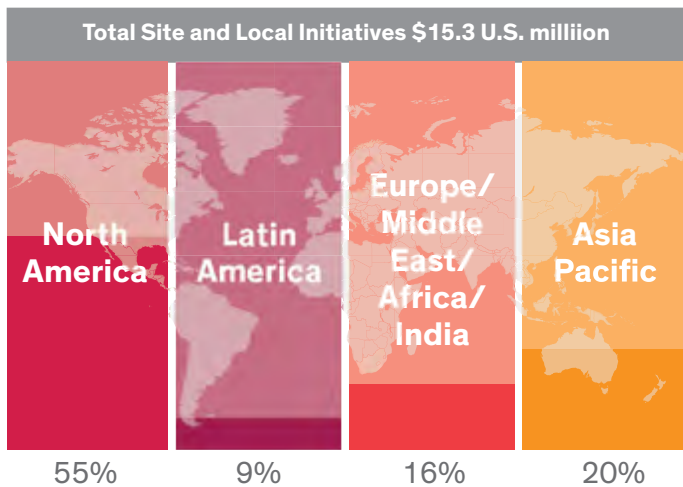 Total Site and Local Initiatives $15.3 U.S. milliion
North
America
Latin
America
Europe/
Middle
East/
Africa/
India
Asia
Pacific
55%
9%
16%
20%